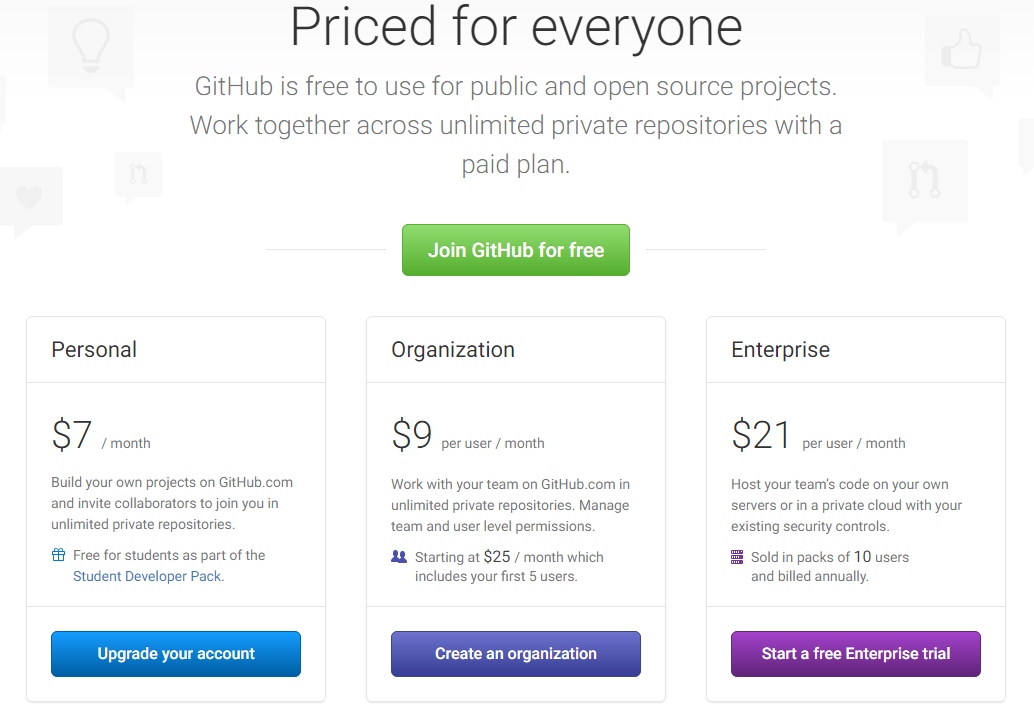 Priced for everyone
GitHub is free to use for public and open source projects.
Work together across unlimited private repositories with a
paid plan.
Join GitHub for free
Personal
$7 / month
Build your own projects on GitHub.com
and invite collaborators to join you in
unlimited private repositories.
Free for students as part of the
Student Developer Pack.
Upgrade your account
Organization
$9 per user / month
Work with your team on GitHub.com in
unlimited private repositories. Manage
team and user level permissions.
Starting at $25 / month which
includes your first 5 users.
Create an organization
Enterprise
$21 per user / month
Host your team's code on your own
servers or in a private cloud with your
existing security controls.
Sold in packs of 10 users
and billed annually.
Start a free Enterprise trial